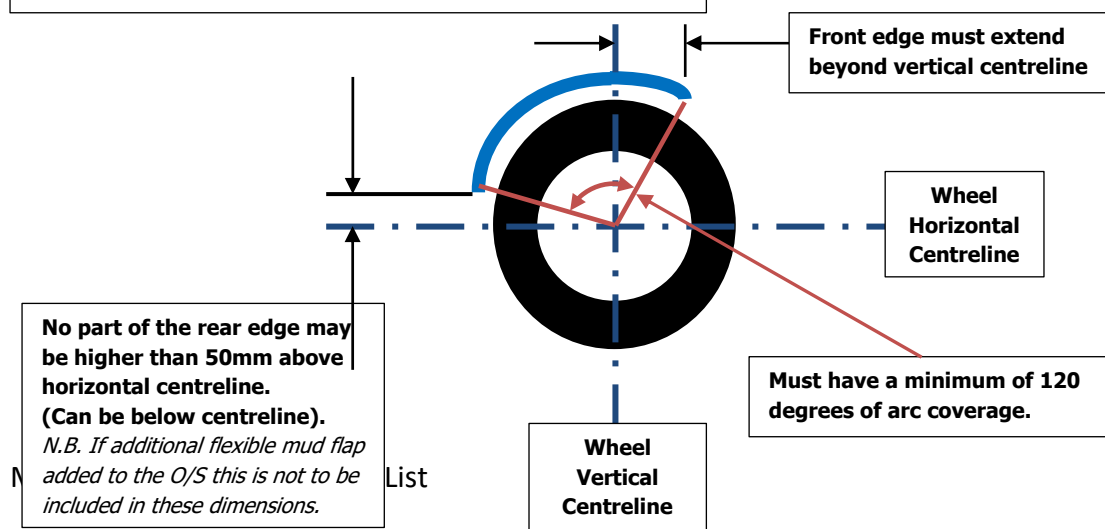 Front edge must extend
beyond vertical centreline
Wheel
Horizontal
Centreline
No part of the rear edge may
be higher than 50mm above
horizontal centreline.
(Can be below centreline).
N.B. If additional flexible mud flap
added to the O/S this is not to be
included in these dimensions.
Must have a minimum of 120
degrees of arc coverage.
Wheel
Vertical
Centreline
List